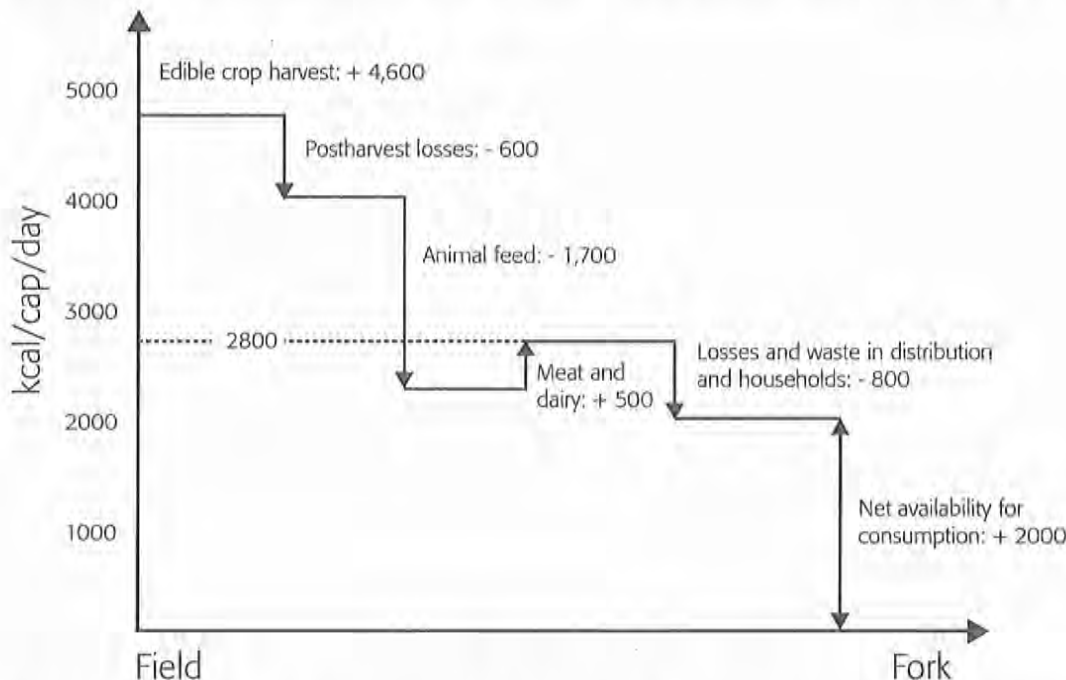 Edible crop harvest: + 4,600
5000
Postharvest losses: - 600
4000
Animal feed: - 1,700
3000
2800
Losses and waste in distribution
and households: - 800
Meat and
dairy: + 500
2000
Net availability for
consumption: + 2000
1000
kcal/cap/day
Field
Fork